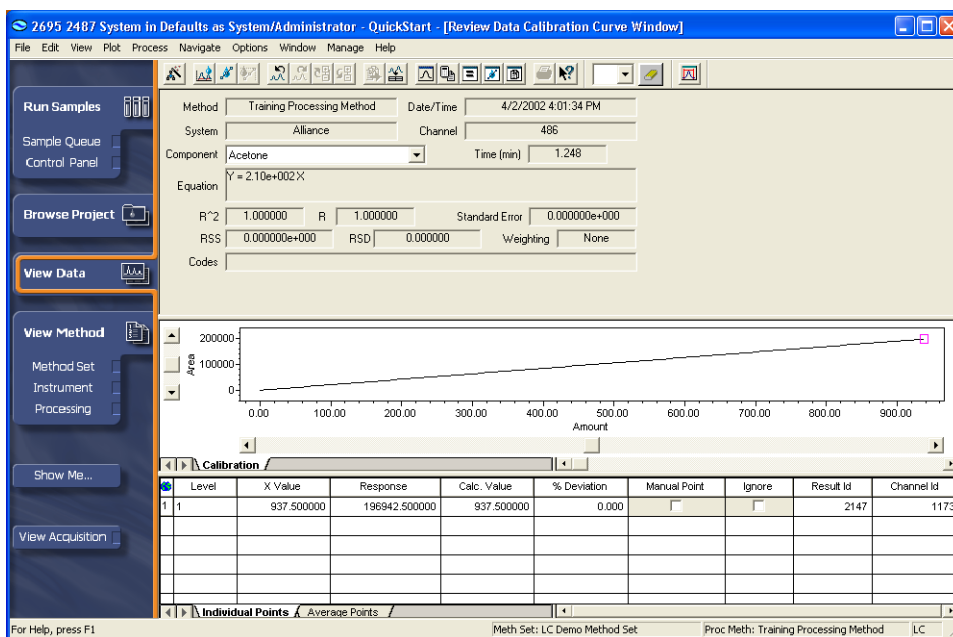 2695 2487 System in Defaults as System/Administrator - QuickStart - [Review Data Calibration Curve Window]
File Edit View Plot Process Navigate Options Window Manage Help
Run Samples
Sample Queue
Control Panel
Browse Project
View Data
View Method
Method Set
Instrument
Processing
Show Me...
View Acquisition
Method Training Processing Method Date/Time 4/2/2002 4:01:34 PM
System Alliance Channel 486
Component Acetone Time (min) 1.248
Equation Y = 2.10e+002 X
R^2 1.000000 R 1.000000 Standard Error 0.000000e+000
RSS 0.000000e+000 RSD 0.000000 Weighting None
Codes
Area
200000
100000
0
0.00 100.00 200.00 300.00 400.00 500.00 600.00 700.00 800.00 900.00
Amount
Calibration
Level X Value Response Calc. Value % Deviation Manual Point Ignore Result Id Channel Id
1 1 937.500000 196942.500000 937.500000 0.000 2147 1173
Individual Points Average Points
For Help, press F1 Meth Set: LC Demo Method Set Proc Meth: Training Processing Method LC